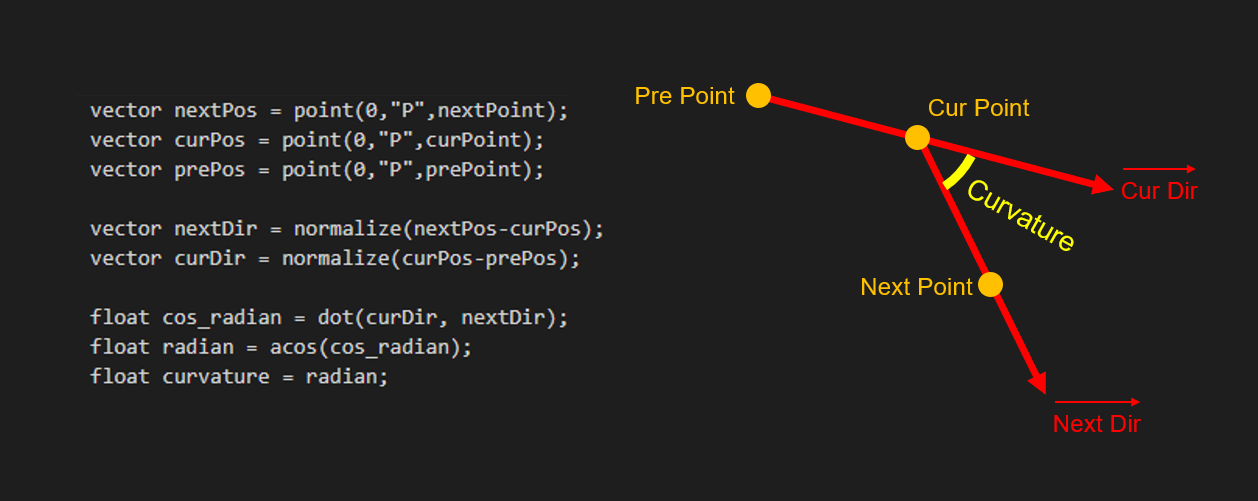 vector nextPos = point(0,"P",nextPoint);
vector curPos = point(0,"P",curPoint);
vector prePos = point(0,"P",prePoint);
vector nextDir = normalize(nextPos-curPos);
vector curDir = normalize(curPos-prePos);
float cos_radian = dot(curDir, nextDir);
float radian = acos(cos_radian);
float curvature = radian;
Pre Point
Cur Point
Cur Dir
Curvature
Next Point
Next Dir